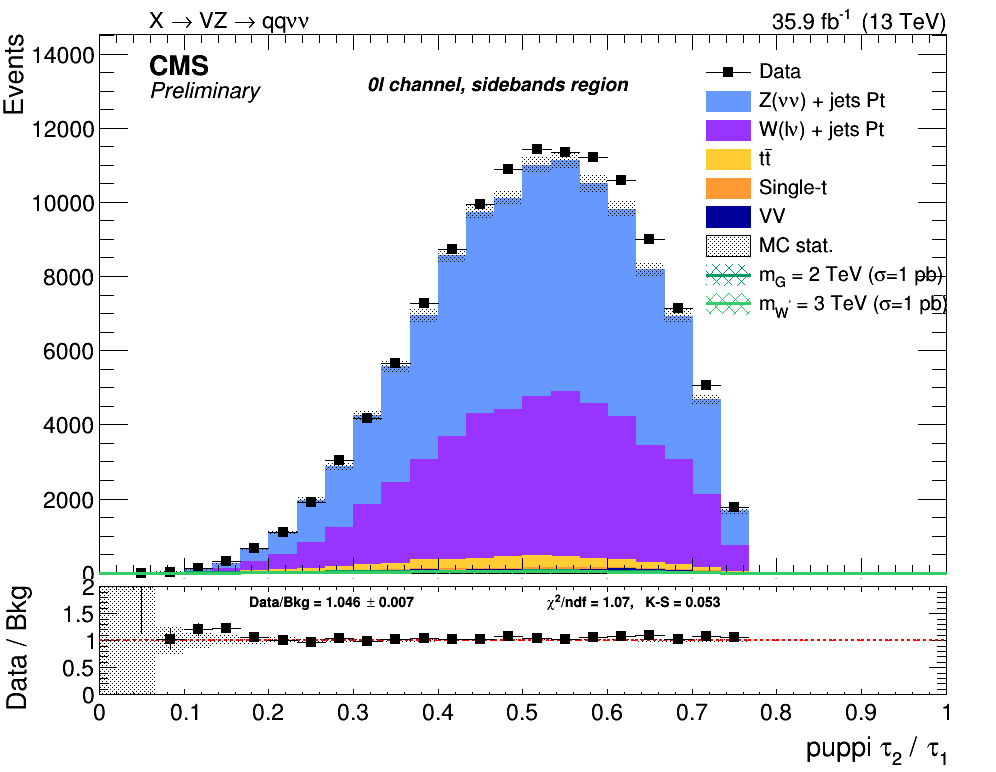 X → VZ → qqνν
35.9 fb⁻¹ (13 TeV)
Events
14000
12000
10000
8000
6000
4000
2000
0
CMS
Preliminary
0l channel, sidebands region
Data
Z(νν) + jets Pt
W(lν) + jets Pt
tt̄
Single-t
VV
MC stat.
m_G = 2 TeV (σ=1 pb)
m_W' = 3 TeV (σ=1 pb)
Data / Bkg
2
1.5
1
0.5
0
Data/Bkg = 1.046 ± 0.007
χ²/ndf = 1.07, K-S = 0.053
0 0.1 0.2 0.3 0.4 0.5 0.6 0.7 0.8 0.9 1
puppi τ₂ / τ₁